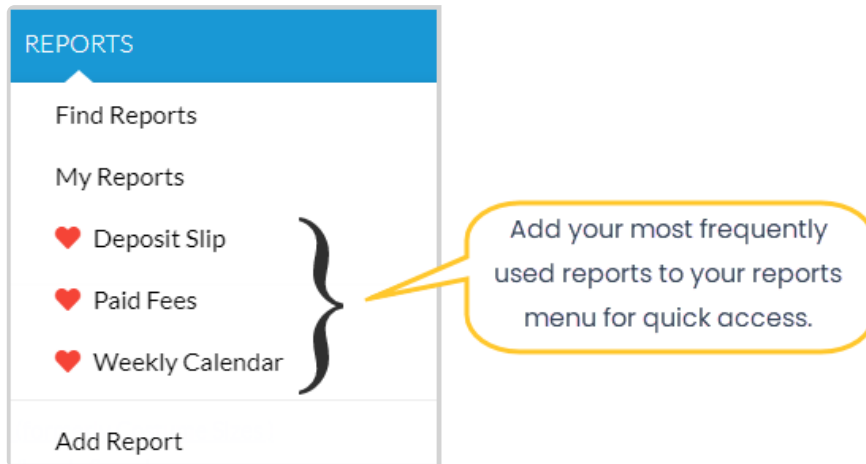 REPORTS
Find Reports
My Reports
Deposit Slip
Paid Fees
Weekly Calendar
Add Report
Add your most frequently
used reports to your reports
menu for quick access.